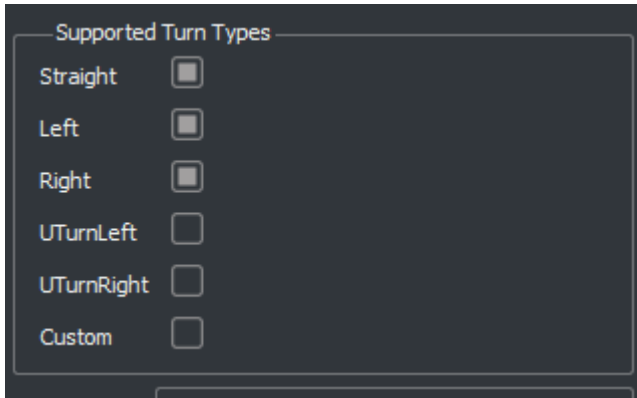 Supported Turn Types
Straight
Left
Right
UTurnLeft
UTurnRight
Custom